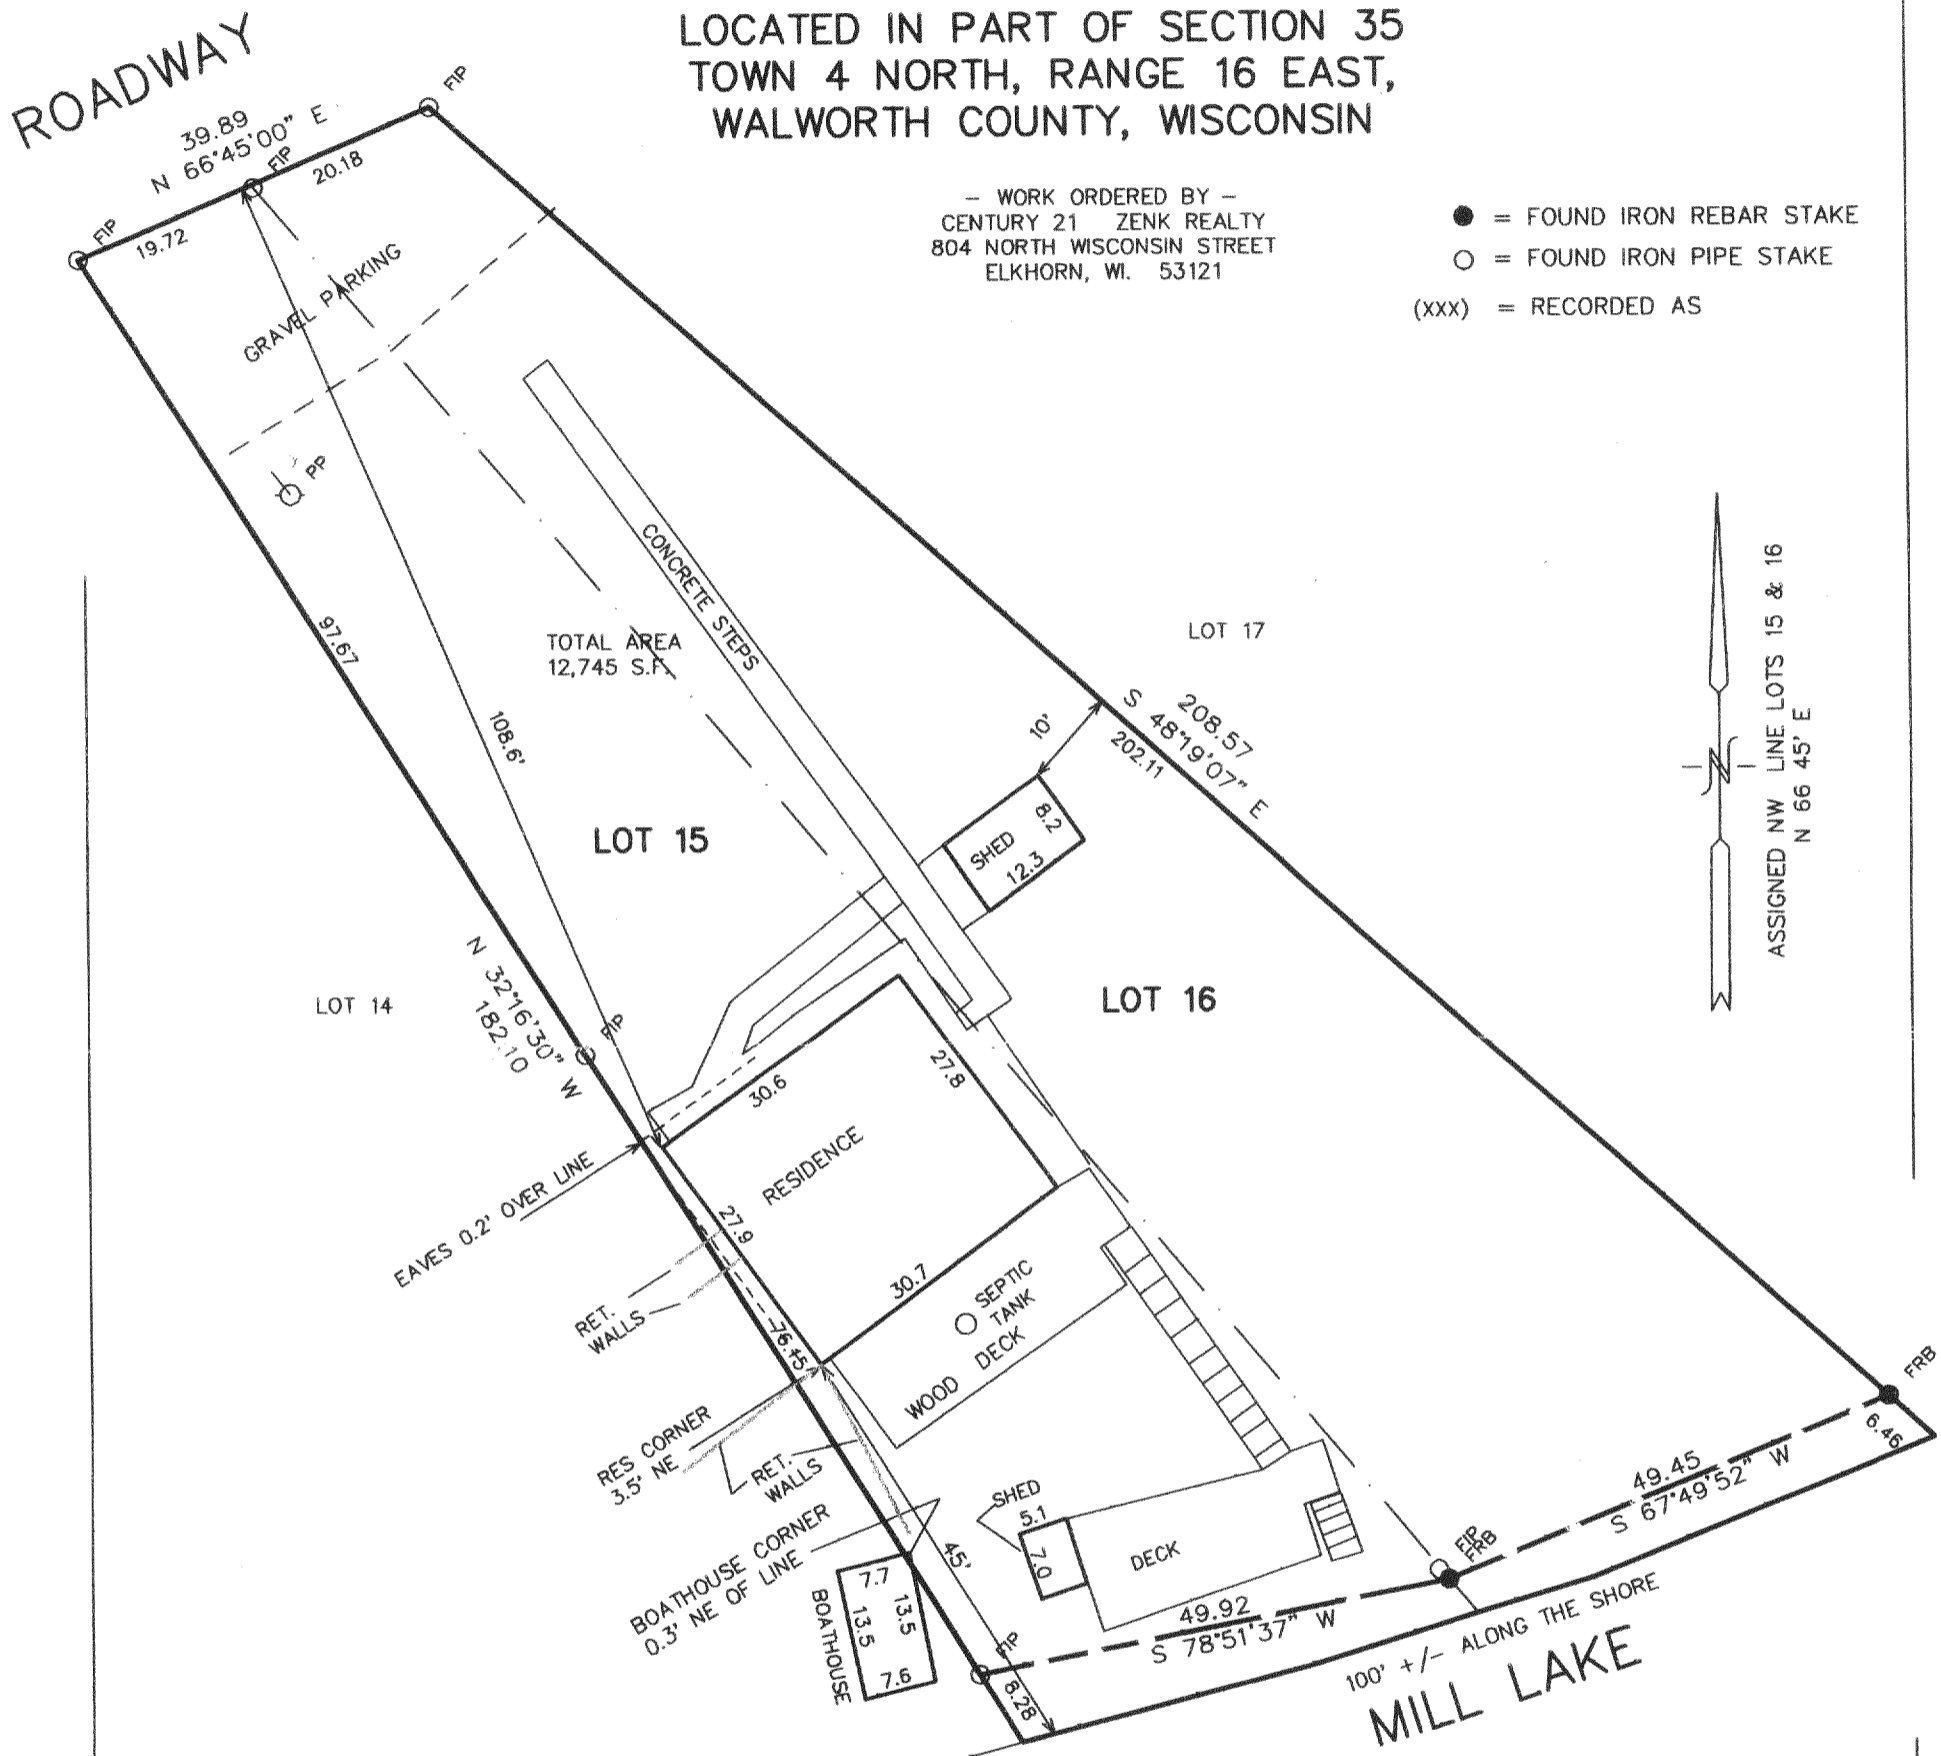 LOCATED IN PART OF SECTION 35
TOWN 4 NORTH, RANGE 16 EAST,
WALWORTH COUNTY, WISCONSIN
ROADWAY
39.89
N 66°45'00" E
FIP
FIP
FIP
19.72
20.18
- WORK ORDERED BY -
CENTURY 21 ZENK REALTY
804 NORTH WISCONSIN STREET
ELKHORN, WI. 53121
= FOUND IRON REBAR STAKE
= FOUND IRON PIPE STAKE
(XXX) = RECORDED AS
GRAVEL PARKING
PP
CONCRETE STEPS
97.67
108.6'
TOTAL AREA
12,745 S.F.
LOT 17
10'
208.57
S 48°19'07" E
202.11
SHED
8.2
12.3
LOT 15
LOT 14
LOT 16
N
ASSIGNED NW LINE LOTS 15 & 16
N 66 45' E
N 32°16'30" W
182.10
FIP
30.6
27.8
RESIDENCE
27.9
30.7
EAVES 0.2' OVER LINE
RET.
WALLS
76.15
SEPTIC
TANK
WOOD DECK
RES CORNER
3.5' NE
RET.
WALLS
BOATHOUSE CORNER
0.3' NE OF LINE
45'
SHED
5.1
7.0
DECK
BOATHOUSE
7.7
13.5
13.5
7.6
FIP
8.28
49.92
S 78°51'37" W
FIP
FRB
49.45
S 67°49'52" W
FRB
6.46
100' +/- ALONG THE SHORE
MILL LAKE